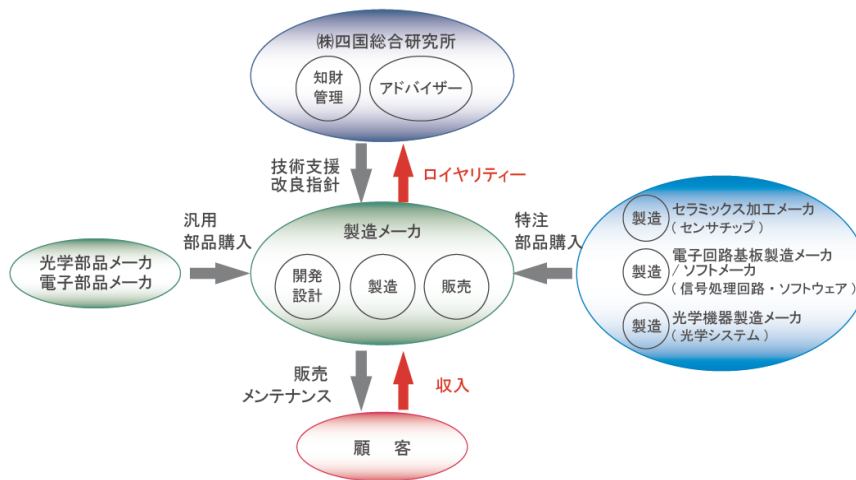 ㈱四国総合研究所
知財
管理
アドバイザー
技術支援
改良指針
ロイヤリティー
汎用
部品購入
製造メーカ
特注
部品購入
光学部品メーカ
電子部品メーカ
開発
設計
製造
販売
製造
セラミックス加工メーカ
(センサチップ)
製造
電子回路基板製造メーカ
/ソフトメーカ
(信号処理回路・ソフトウェア)
製造
光学機器製造メーカ
(光学システム)
販売
メンテナンス
収入
顧 客